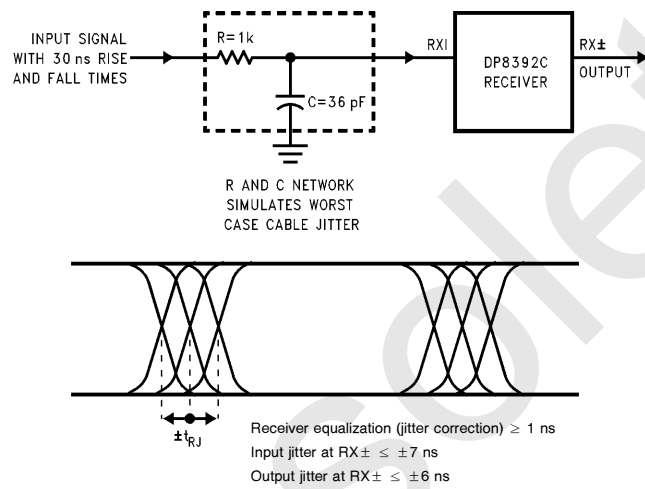 INPUT SIGNAL
WITH 30 ns RISE
AND FALL TIMES
R=1k
C=36 pF
RXI
DP8392C
RECEIVER
RX±
OUTPUT
R AND C NETWORK
SIMULATES WORST
CASE CABLE JITTER
±tRJ
Receiver equalization (jitter correction) ≥ 1 ns
Input jitter at RX± ≤ ±7 ns
Output jitter at RX± ≤ ±6 ns
solet